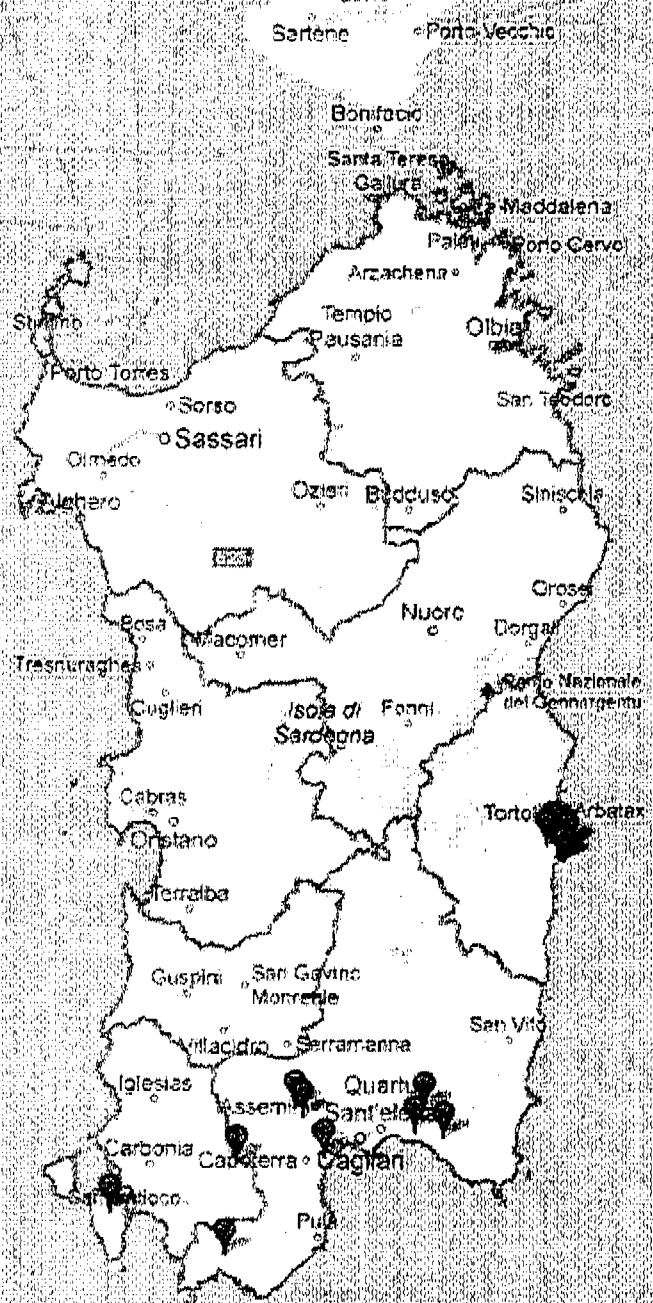 Sartène
Porto-Vecchio
Bonifacio
Santa Teresa
Gallura
Maddalena
Porto Cervo
Arzachena
Tempio
Pausania
Olbia
Porto Torres
San Teodoro
Sorso
Sassari
Olmedo
Alghero
Ozieri
Budduso
Siniscola
Orosei
Nuoro
Bosa
Macomer
Dorgali
Tresnuraghes
Cuglieri
Isola di
Sardegna
Fonni
Parco Nazionale
del Gennargentu
Cabras
Oristano
Tortolì
Arbatax
Terralba
Guspini
San Gavino
Monreale
Villacidro
Serramanna
San Vito
Iglesias
Assemini
Quartu
Sant'elena
Carbonia
Capoterra
Cagliari
Pula